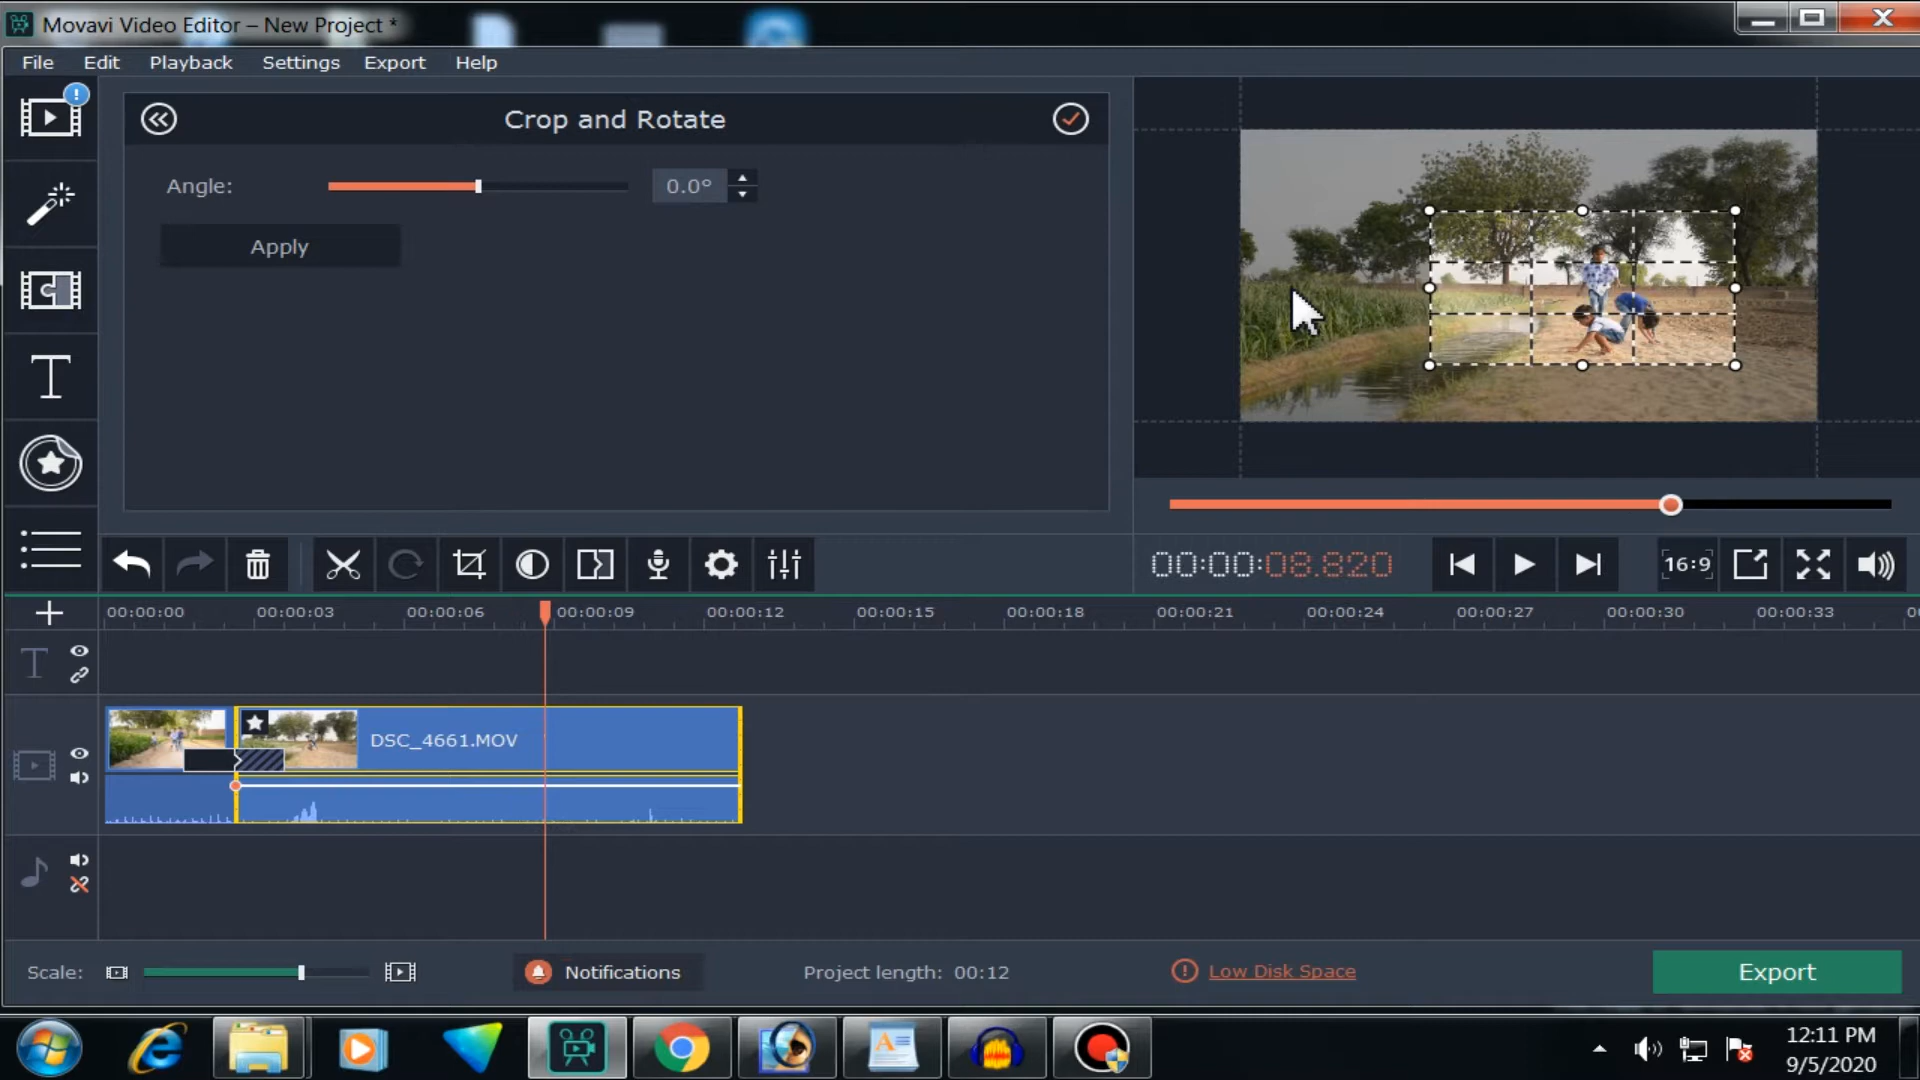 Movavi Video Editor – New Project *
File Edit Playback Settings Export Help
Crop and Rotate
Angle: 0.0°
Apply
00:00:08.820
16:9
00:00:00 00:00:03 00:00:06 00:00:09 00:00:12 00:00:15 00:00:18 00:00:21 00:00:24 00:00:27 00:00:30 00:00:33
DSC_4661.MOV
Scale: Notifications Project length: 00:12 Low Disk Space Export
12:11 PM
9/5/2020